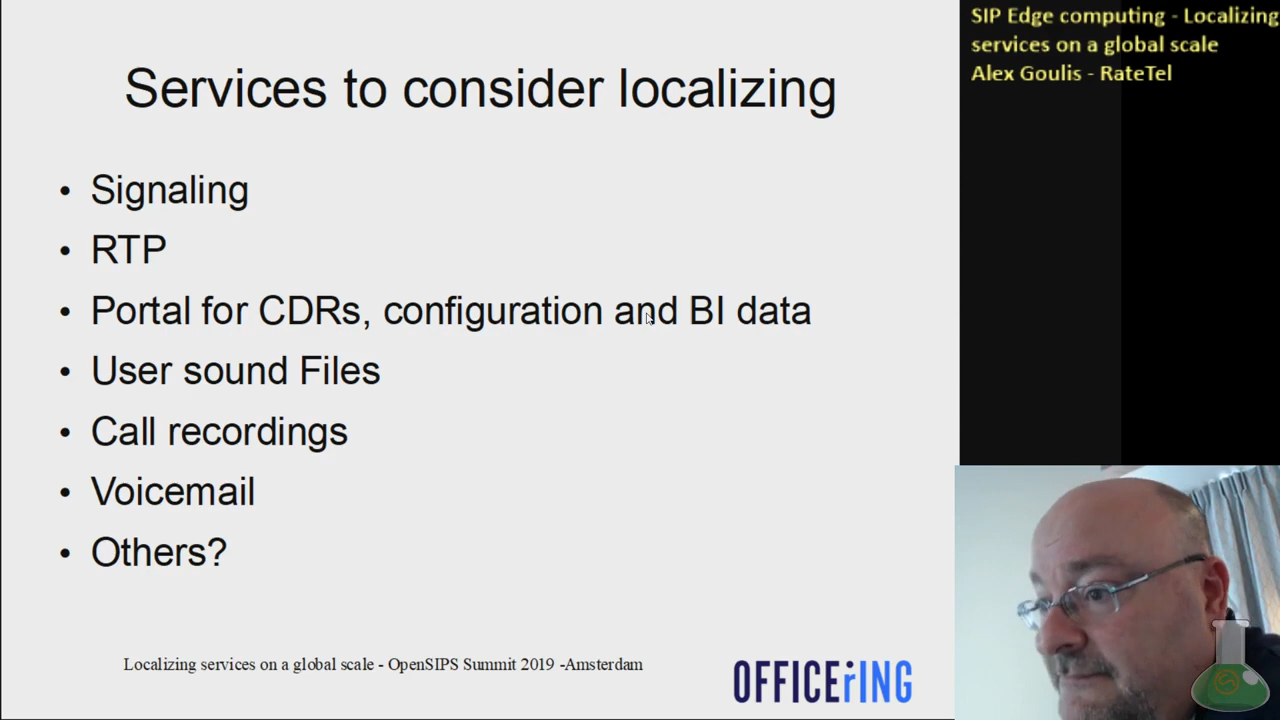 Services to consider localizing
• Signaling
• RTP
• Portal for CDRs, configuration and BI data
• User sound Files
• Call recordings
• Voicemail
• Others?
Localizing services on a global scale - OpenSIPS Summit 2019 -Amsterdam
OFFICEriNG
SIP Edge computing - Localizing
services on a global scale
Alex Goulis - RateTel